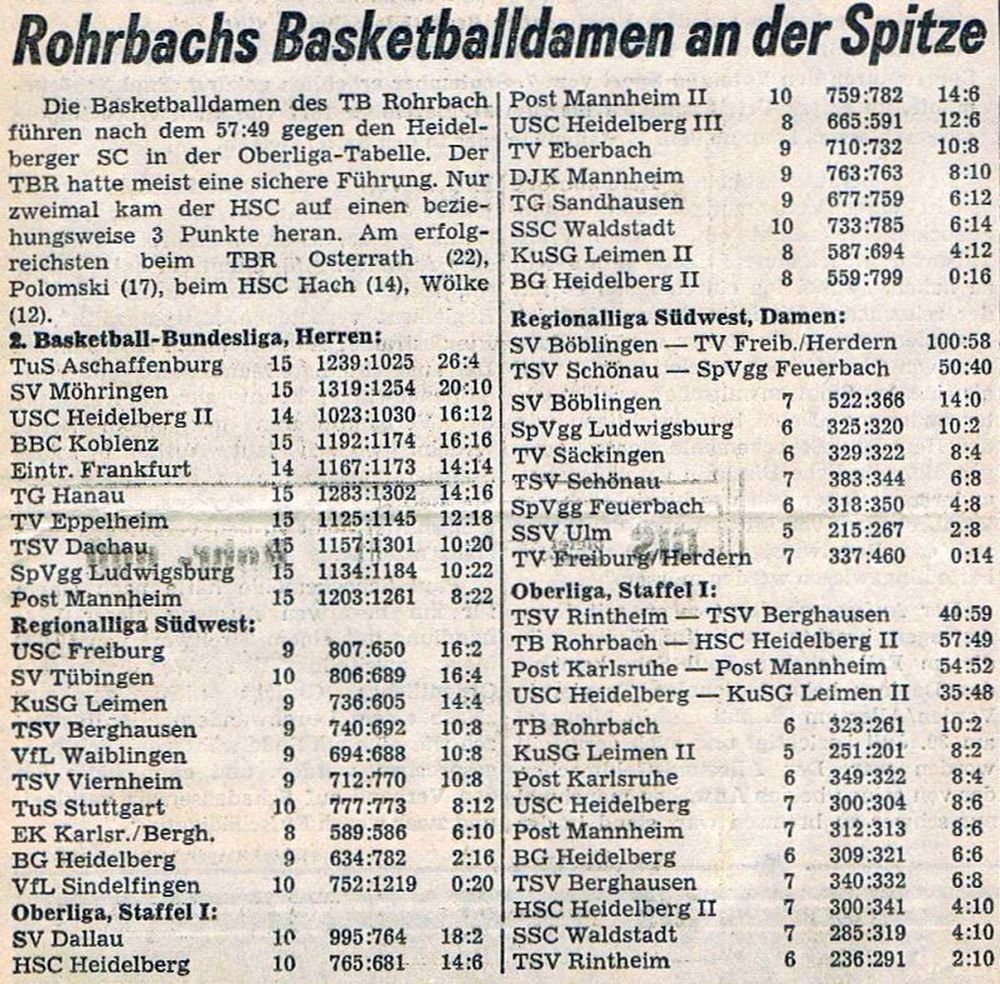 Rohrbachs Basketballdamen an der Spitze
Die Basketballdamen des TB Rohrbach
führen nach dem 57:49 gegen den Heidel-
berger SC in der Oberliga-Tabelle. Der
TBR hatte meist eine sichere Führung. Nur
zweimal kam der HSC auf einen bezie-
hungsweise 3 Punkte heran. Am erfolg-
reichsten beim TBR Osterrath (22),
Polomski (17), beim HSC Hach (14), Wölke
(12).
2. Basketball-Bundesliga, Herren:
TuS Aschaffenburg 15 1239:1025 26:4
SV Möhringen 15 1319:1254 20:10
USC Heidelberg II 14 1023:1030 16:12
BBC Koblenz 15 1192:1174 16:16
Eintr. Frankfurt 14 1167:1173 14:14
TG Hanau 15 1283:1302 14:16
TV Eppelheim 15 1125:1145 12:18
TSV Dachau 15 1157:1301 10:20
SpVgg Ludwigsburg 15 1134:1184 10:22
Post Mannheim 15 1203:1261 8:22
Regionalliga Südwest:
USC Freiburg 9 807:650 16:2
SV Tübingen 10 806:689 16:4
KuSG Leimen 9 736:605 14:4
TSV Berghausen 9 740:692 10:8
VfL Waiblingen 9 694:688 10:8
TSV Viernheim 9 712:770 10:8
TuS Stuttgart 10 777:773 8:12
EK Karlsr./Bergh. 8 589:586 6:10
BG Heidelberg 9 634:782 2:16
VfL Sindelfingen 10 752:1219 0:20
Oberliga, Staffel I:
SV Dallau 10 995:764 18:2
HSC Heidelberg 10 765:681 14:6
Post Mannheim II 10 759:782 14:6
USC Heidelberg III 8 665:591 12:6
TV Eberbach 9 710:732 10:8
DJK Mannheim 9 763:763 8:10
TG Sandhausen 9 677:759 6:12
SSC Waldstadt 10 733:785 6:14
KuSG Leimen II 8 587:694 4:12
BG Heidelberg II 8 559:799 0:16
Regionalliga Südwest, Damen:
SV Böblingen — TV Freib./Herdern 100:58
TSV Schönau — SpVgg Feuerbach 50:40
SV Böblingen 7 522:366 14:0
SpVgg Ludwigsburg 6 325:320 10:2
TV Säckingen 6 329:322 8:4
TSV Schönau 7 383:344 6:8
SpVgg Feuerbach 6 318:350 4:8
SSV Ulm 5 215:267 2:8
TV Freiburg/Herdern 7 337:460 0:14
Oberliga, Staffel I:
TSV Rintheim — TSV Berghausen 40:59
TB Rohrbach — HSC Heidelberg II 57:49
Post Karlsruhe — Post Mannheim 54:52
USC Heidelberg — KuSG Leimen II 35:48
TB Rohrbach 6 323:261 10:2
KuSG Leimen II 5 251:201 8:2
Post Karlsruhe 6 349:322 8:4
USC Heidelberg 7 300:304 8:6
Post Mannheim 7 312:313 8:6
BG Heidelberg 6 309:321 6:6
TSV Berghausen 7 340:332 6:8
HSC Heidelberg II 7 300:341 4:10
SSC Waldstadt 7 285:319 4:10
TSV Rintheim 6 236:291 2:10